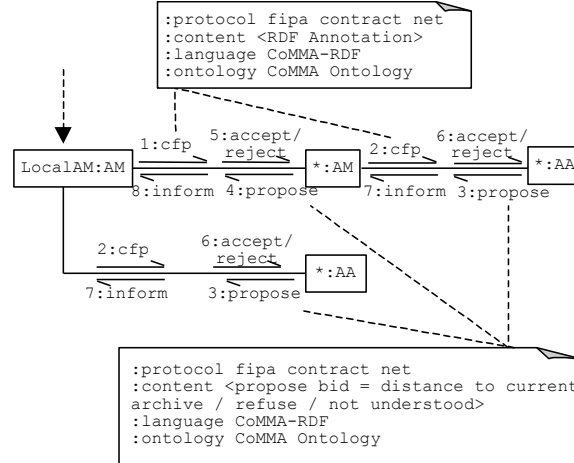 :protocol fipa contract net
:content <RDF Annotation>
:language CoMMA-RDF
:ontology CoMMA Ontology
1:cfp
5:accept/
reject
2:cfp
6:accept/
reject
LocalAM:AM
*:AM
*:AA
8:inform
4:propose
7:inform
3:propose
2:cfp
6:accept/
reject
*:AA
7:inform
3:propose
:protocol fipa contract net
:content <propose bid = distance to current
archive / refuse / not understood>
:language CoMMA-RDF
:ontology CoMMA Ontology